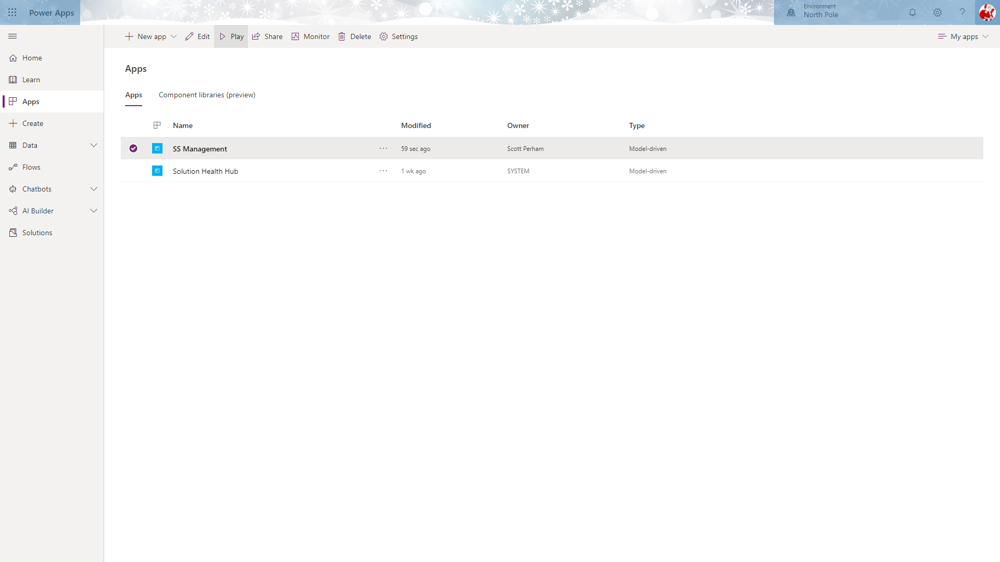 Power Apps
Environment
North Pole
New app
Edit
Play
Share
Monitor
Delete
Settings
My apps
Home
Learn
Apps
Create
Data
Flows
Chatbots
AI Builder
Solutions
Apps
Apps
Component libraries (preview)
Name Modified Owner Type
SS Management ··· 59 sec ago Scott Perham Model-driven
Solution Health Hub ··· 1 wk ago SYSTEM Model-driven